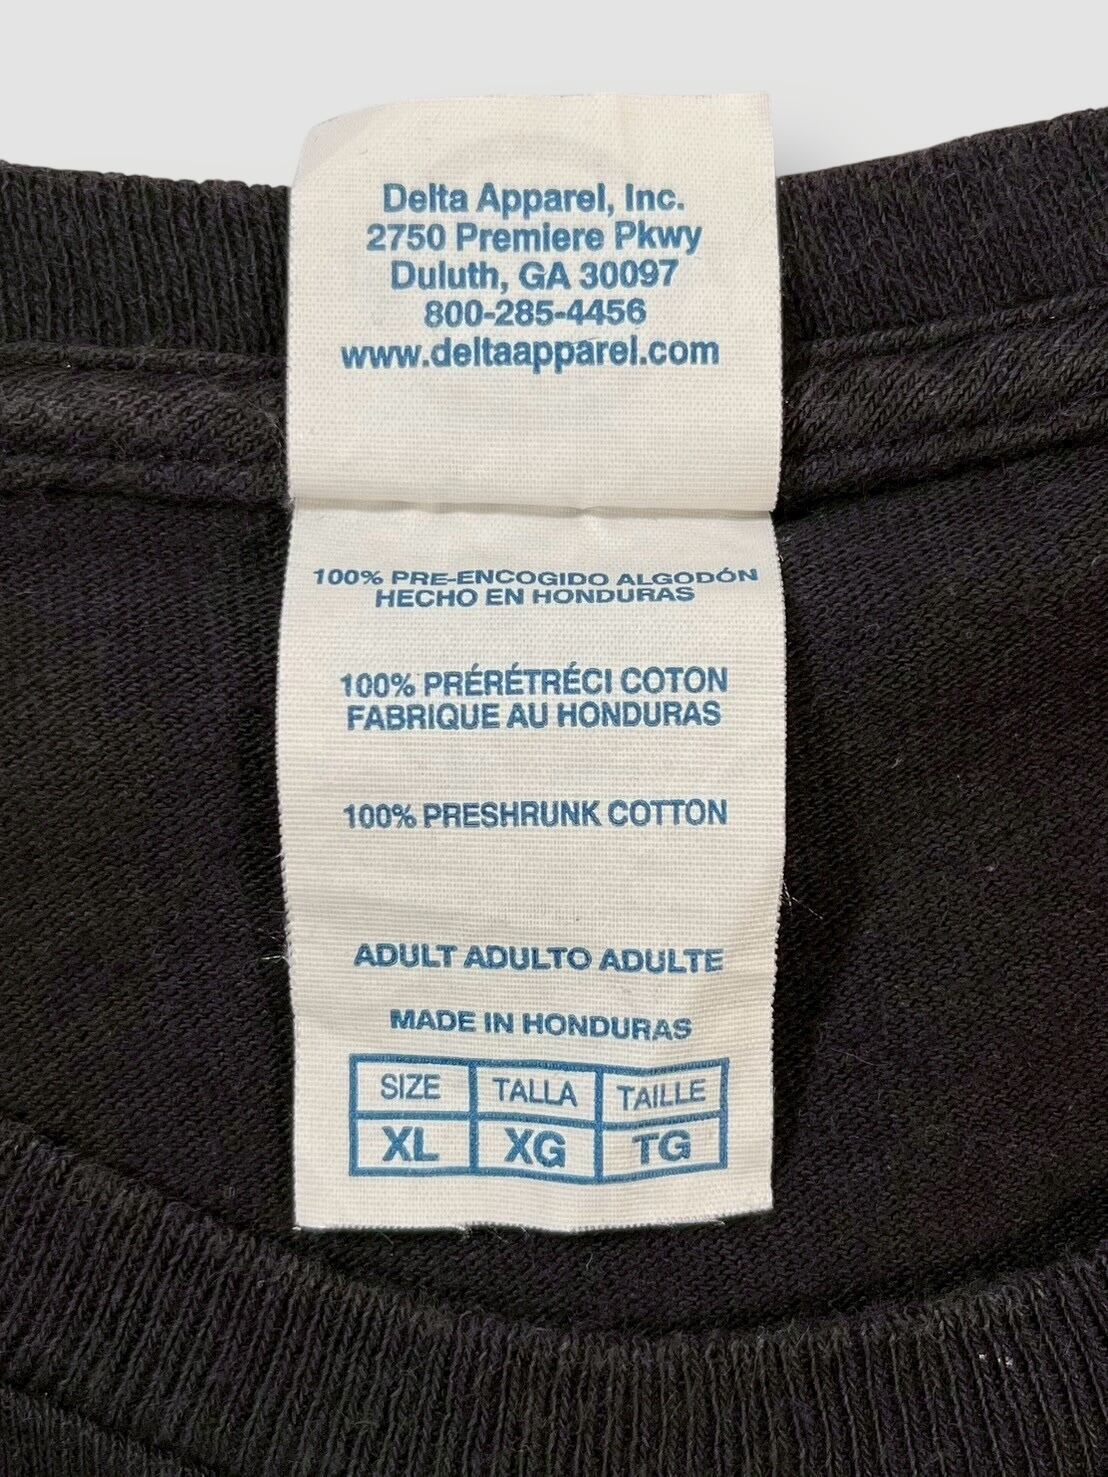 Delta Apparel, Inc.
2750 Premiere Pkwy
Duluth, GA 30097
800-285-4456
www.deltaapparel.com
100% PRE-ENCOGIDO ALGODÓN
HECHO EN HONDURAS
100% PRÉRÉTRÉCI COTON
FABRIQUE AU HONDURAS
100% PRESHRUNK COTTON
ADULT ADULTO ADULTE
MADE IN HONDURAS
SIZE TALLA TAILLE
XL XG TG